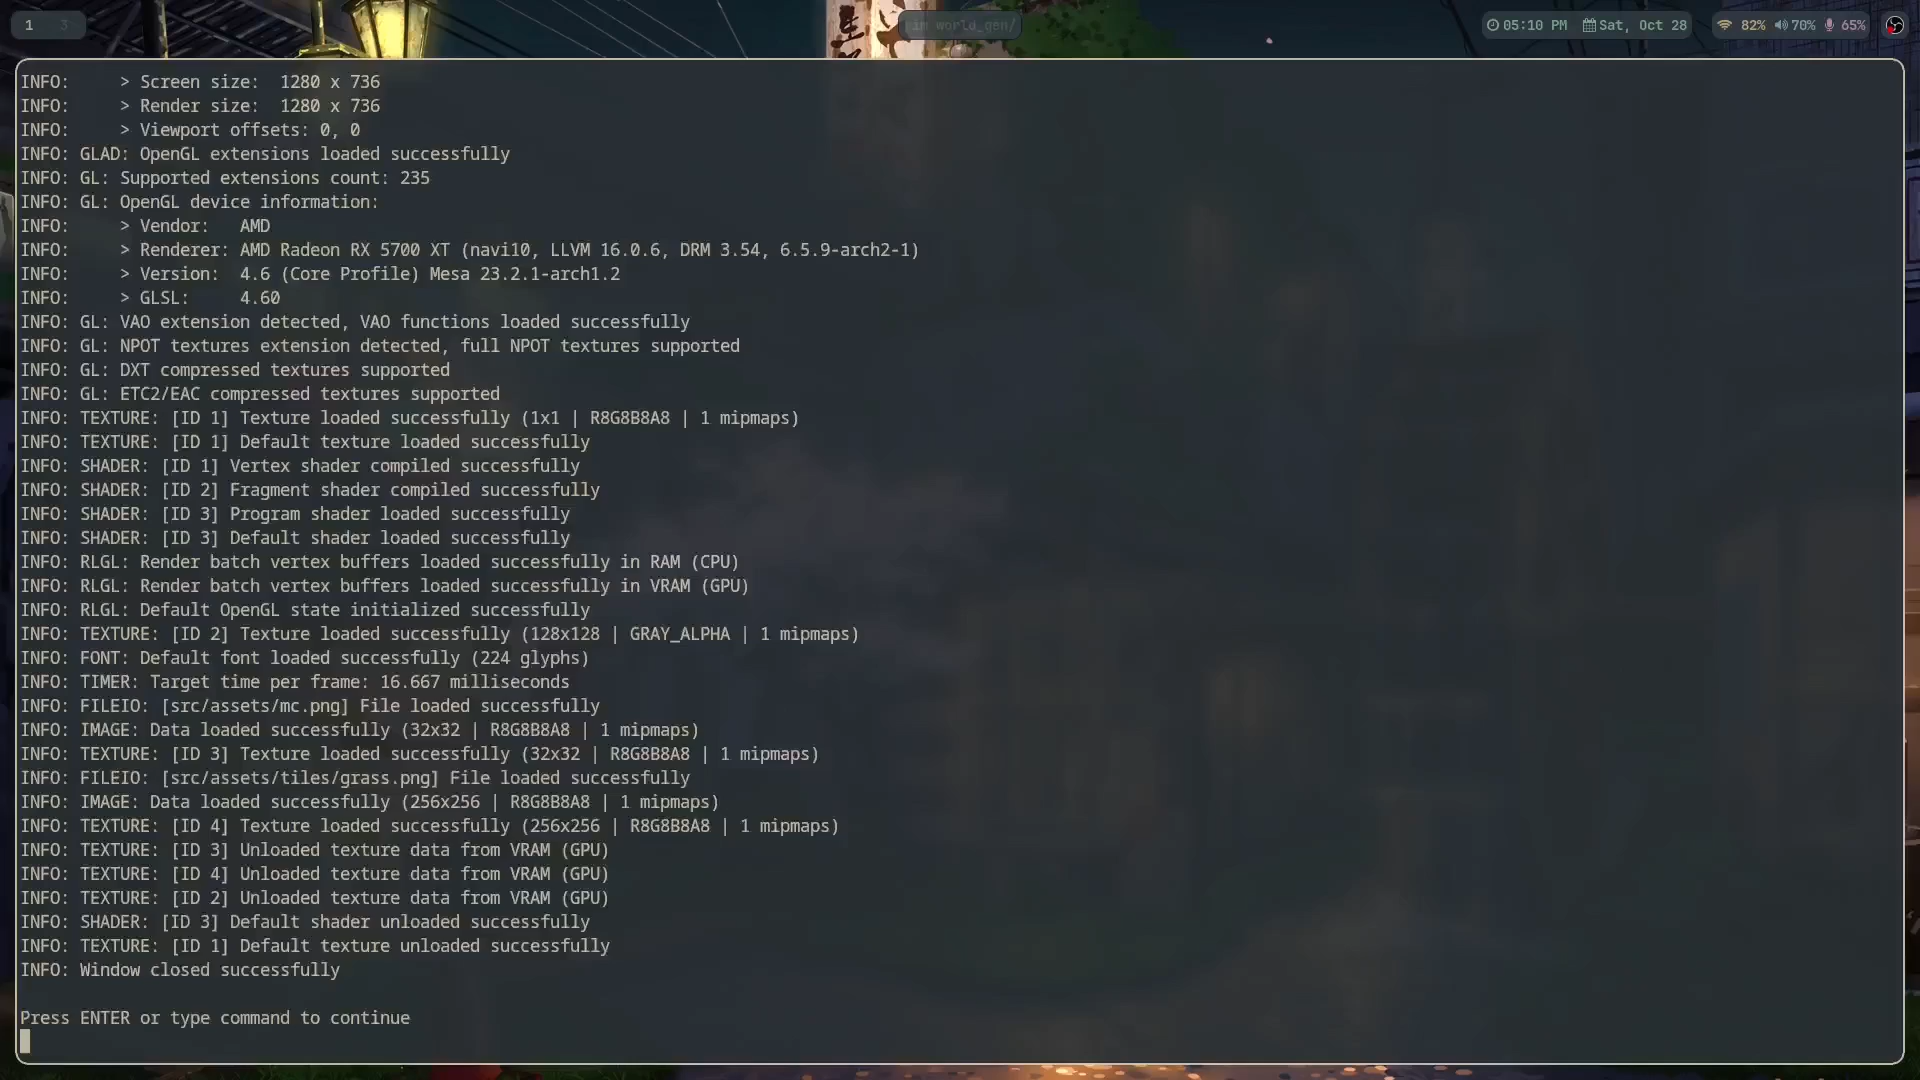 1 3
vim world_gen/
05:10 PM Sat, Oct 28
82% 70% 65%
INFO:     > Screen size:  1280 x 736
INFO:     > Render size:  1280 x 736
INFO:     > Viewport offsets: 0, 0
INFO: GLAD: OpenGL extensions loaded successfully
INFO: GL: Supported extensions count: 235
INFO: GL: OpenGL device information:
INFO:     > Vendor:   AMD
INFO:     > Renderer: AMD Radeon RX 5700 XT (navi10, LLVM 16.0.6, DRM 3.54, 6.5.9-arch2-1)
INFO:     > Version:  4.6 (Core Profile) Mesa 23.2.1-arch1.2
INFO:     > GLSL:     4.60
INFO: GL: VAO extension detected, VAO functions loaded successfully
INFO: GL: NPOT textures extension detected, full NPOT textures supported
INFO: GL: DXT compressed textures supported
INFO: GL: ETC2/EAC compressed textures supported
INFO: TEXTURE: [ID 1] Texture loaded successfully (1x1 | R8G8B8A8 | 1 mipmaps)
INFO: TEXTURE: [ID 1] Default texture loaded successfully
INFO: SHADER: [ID 1] Vertex shader compiled successfully
INFO: SHADER: [ID 2] Fragment shader compiled successfully
INFO: SHADER: [ID 3] Program shader loaded successfully
INFO: SHADER: [ID 3] Default shader loaded successfully
INFO: RLGL: Render batch vertex buffers loaded successfully in RAM (CPU)
INFO: RLGL: Render batch vertex buffers loaded successfully in VRAM (GPU)
INFO: RLGL: Default OpenGL state initialized successfully
INFO: TEXTURE: [ID 2] Texture loaded successfully (128x128 | GRAY_ALPHA | 1 mipmaps)
INFO: FONT: Default font loaded successfully (224 glyphs)
INFO: TIMER: Target time per frame: 16.667 milliseconds
INFO: FILEIO: [src/assets/mc.png] File loaded successfully
INFO: IMAGE: Data loaded successfully (32x32 | R8G8B8A8 | 1 mipmaps)
INFO: TEXTURE: [ID 3] Texture loaded successfully (32x32 | R8G8B8A8 | 1 mipmaps)
INFO: FILEIO: [src/assets/tiles/grass.png] File loaded successfully
INFO: IMAGE: Data loaded successfully (256x256 | R8G8B8A8 | 1 mipmaps)
INFO: TEXTURE: [ID 4] Texture loaded successfully (256x256 | R8G8B8A8 | 1 mipmaps)
INFO: TEXTURE: [ID 3] Unloaded texture data from VRAM (GPU)
INFO: TEXTURE: [ID 4] Unloaded texture data from VRAM (GPU)
INFO: TEXTURE: [ID 2] Unloaded texture data from VRAM (GPU)
INFO: SHADER: [ID 3] Default shader unloaded successfully
INFO: TEXTURE: [ID 1] Default texture unloaded successfully
INFO: Window closed successfully
Press ENTER or type command to continue